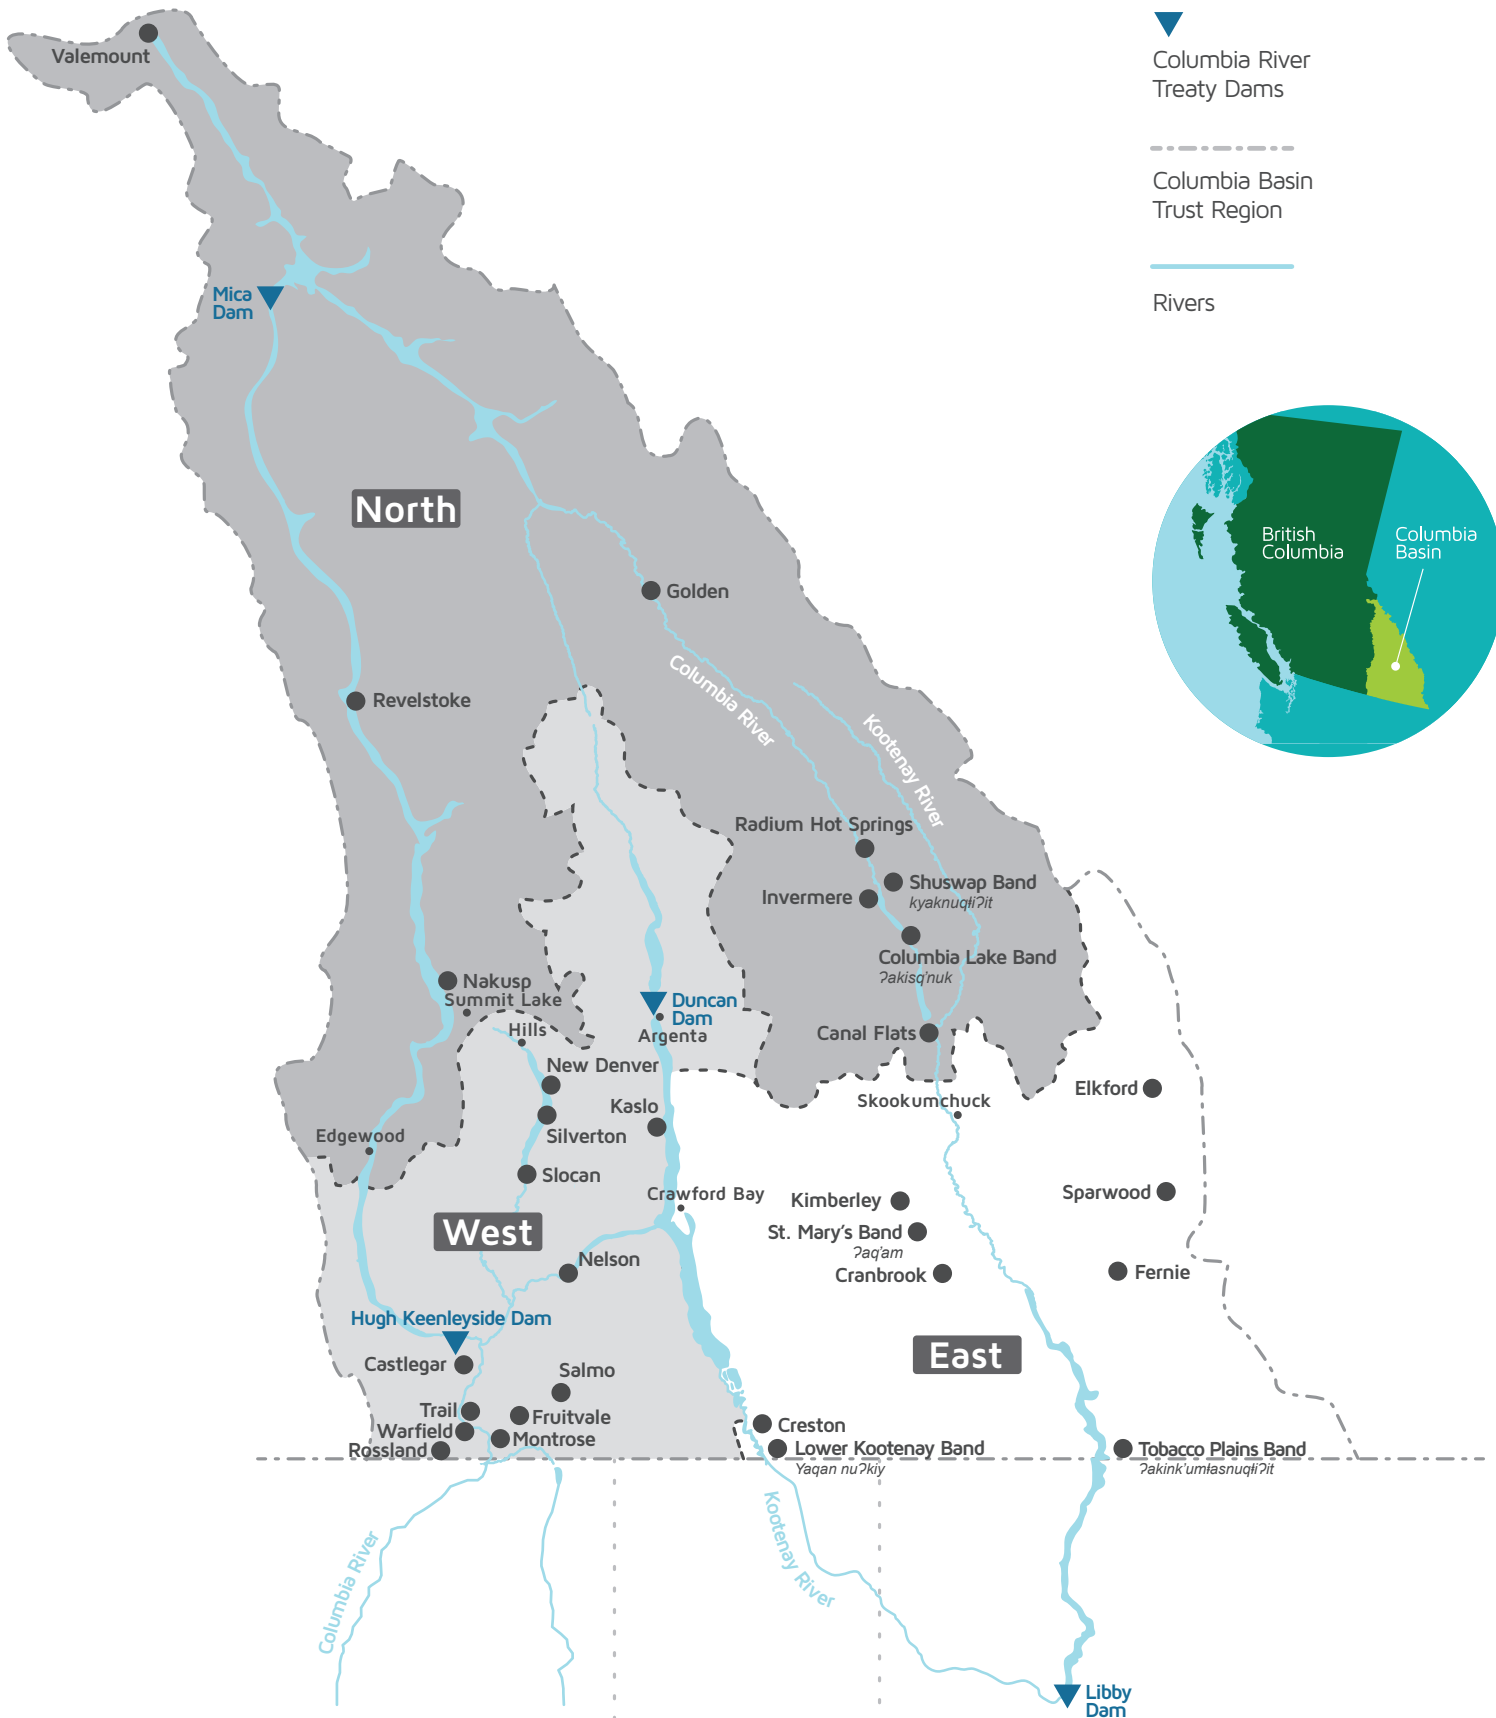 Valemount
Columbia River
Treaty Dams
Columbia Basin
Trust Region
Rivers
Mica
Dam
North
British
Columbia
Columbia
Basin
Golden
Columbia River
Revelstoke
Kootenay River
Radium Hot Springs
Shuswap Band
kyaknuqⱡiʔit
Invermere
Columbia Lake Band
ʔakisq'nuk
Nakusp
Summit Lake
Duncan
Dam
Argenta
Hills
Canal Flats
New Denver
Elkford
Kaslo
Skookumchuck
Silverton
Edgewood
Slocan
Crawford Bay
Kimberley
Sparwood
West
St. Mary's Band
ʔaq'am
Nelson
Cranbrook
Fernie
Hugh Keenleyside Dam
East
Castlegar
Salmo
Trail
Fruitvale
Warfield
Montrose
Rossland
Creston
Lower Kootenay Band
Yaqan nuʔkiy
Tobacco Plains Band
ʔakink'umⱡasnuqⱡiʔit
Columbia River
Kootenay River
Libby
Dam